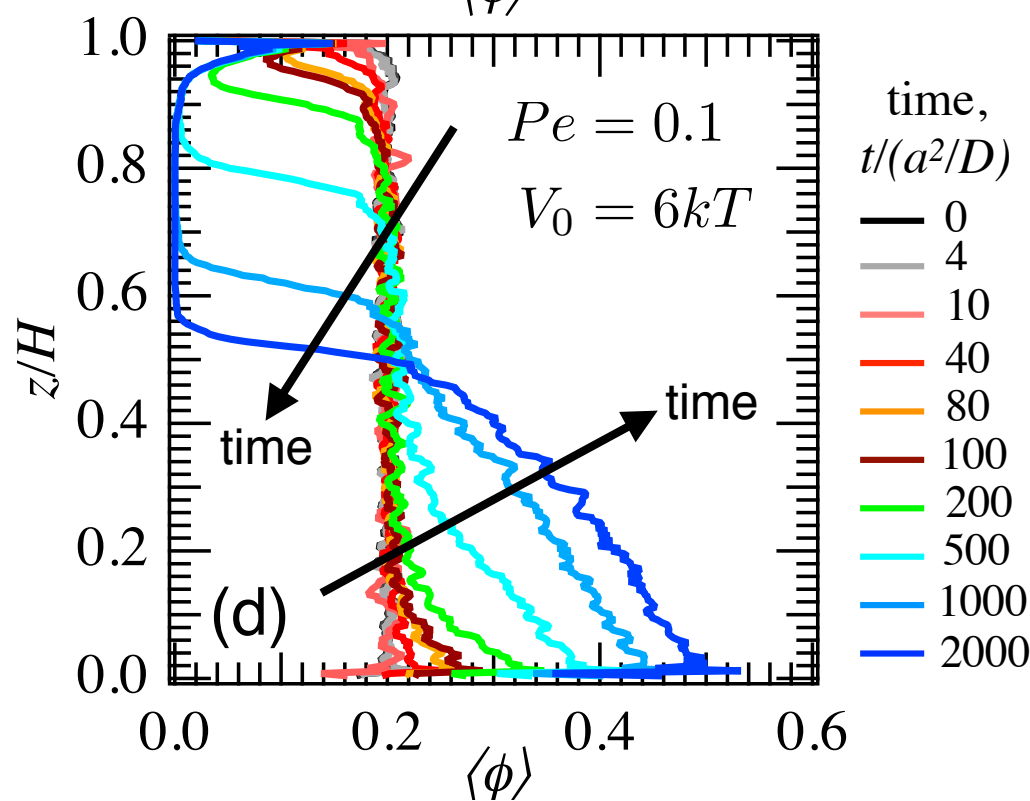 ⟨φ⟩
1.0
0.8
0.6
0.4
0.2
0.0
z/H
Pe = 0.1
V₀ = 6kT
time
time
(d)
0.0 0.2 0.4 0.6
⟨φ⟩
time,
t/(a²/D)
0
4
10
40
80
100
200
500
1000
2000